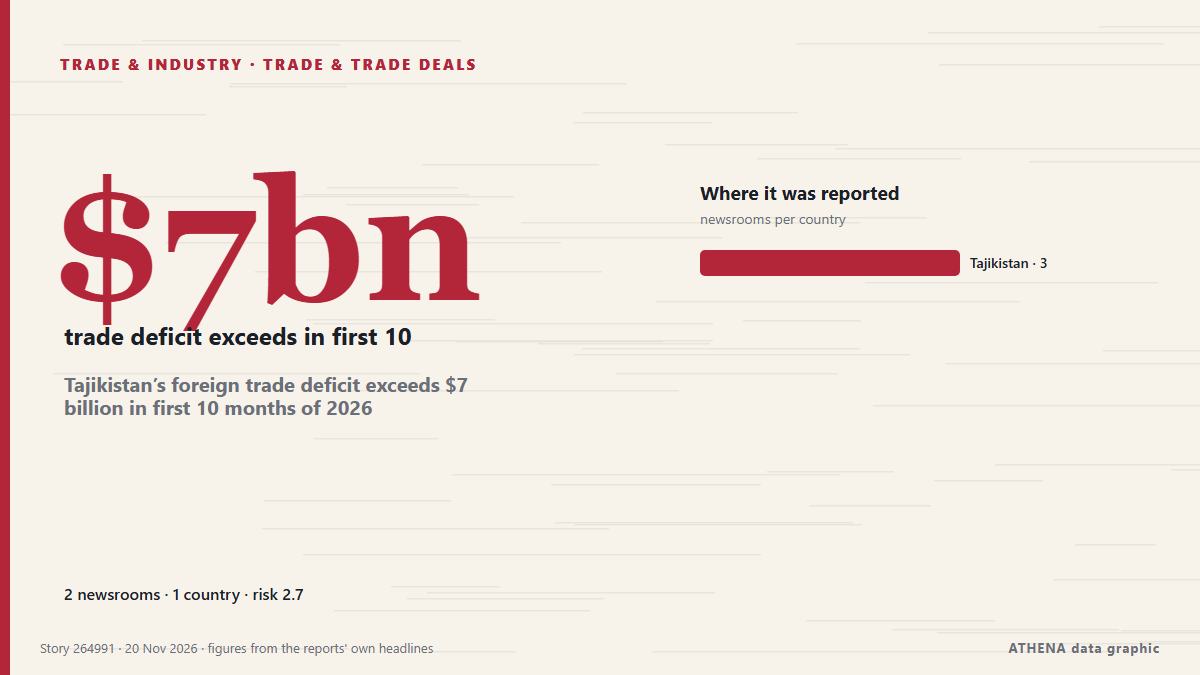 TRADE & INDUSTRY · TRADE & TRADE DEALS
$7bn
trade deficit exceeds in first 10
Tajikistan’s foreign trade deficit exceeds $7
billion in first 10 months of 2026
Where it was reported
newsrooms per country
Tajikistan · 3
2 newsrooms · 1 country · risk 2.7
Story 264991 · 20 Nov 2026 · figures from the reports' own headlines
ATHENA data graphic